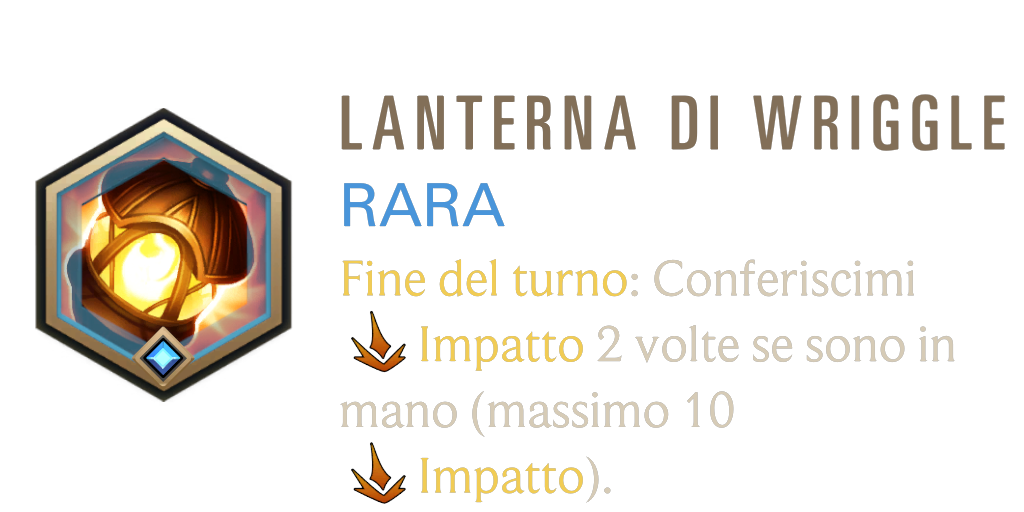 LANTERNA DI WRIGGLE
RARA
Fine del turno: Conferiscimi
Impatto 2 volte se sono in
mano (massimo 10
Impatto).